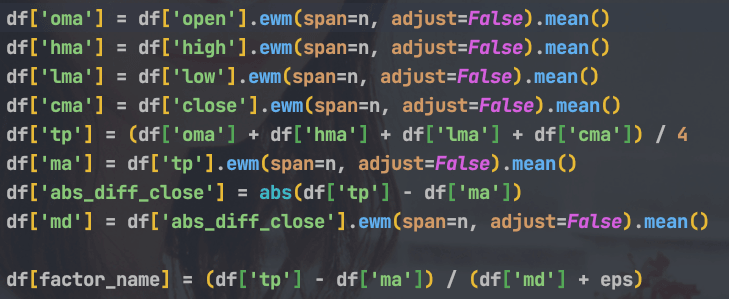 df['oma'] = df['open'].ewm(span=n, adjust=False).mean()
df['hma'] = df['high'].ewm(span=n, adjust=False).mean()
df['lma'] = df['low'].ewm(span=n, adjust=False).mean()
df['cma'] = df['close'].ewm(span=n, adjust=False).mean()
df['tp'] = (df['oma'] + df['hma'] + df['lma'] + df['cma']) / 4
df['ma'] = df['tp'].ewm(span=n, adjust=False).mean()
df['abs_diff_close'] = abs(df['tp'] - df['ma'])
df['md'] = df['abs_diff_close'].ewm(span=n, adjust=False).mean()
df[factor_name] = (df['tp'] - df['ma']) / (df['md'] + eps)